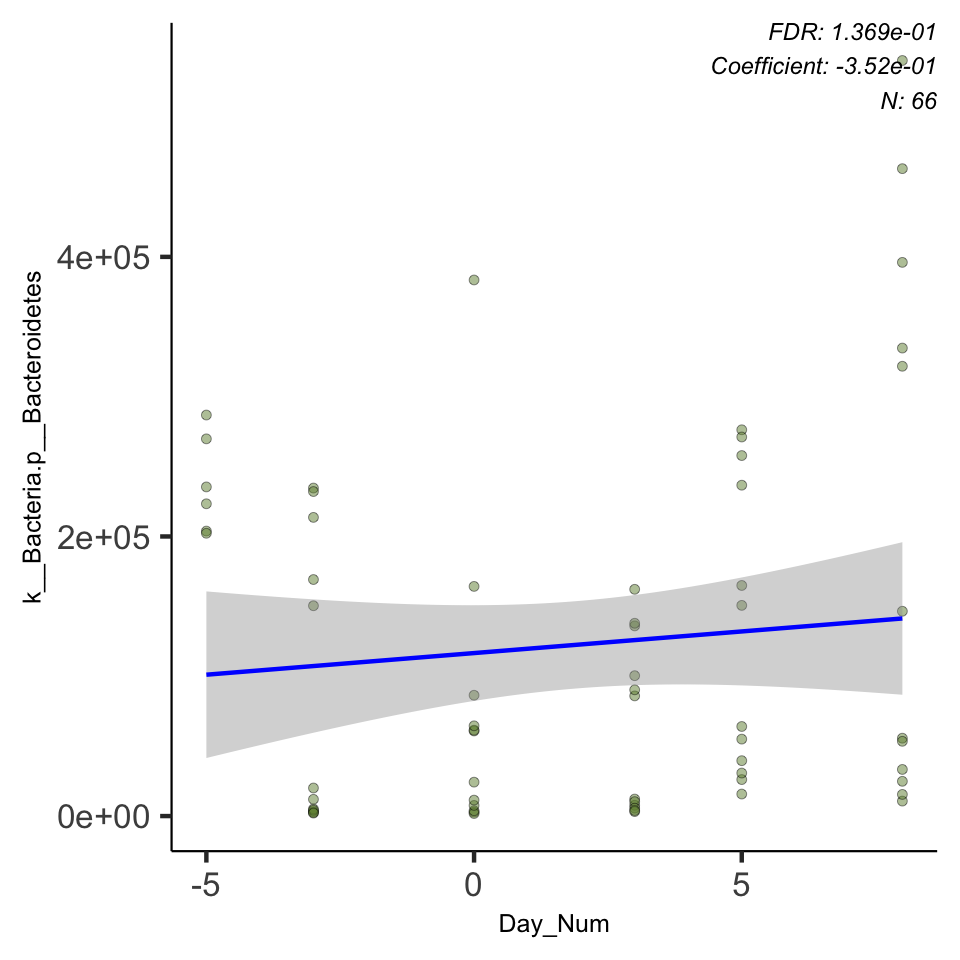 FDR: 1.369e-01
Coefficient: -3.52e-01
N: 66
k__Bacteria.p__Bacteroidetes
4e+05
2e+05
0e+00
-5
0
5
Day_Num